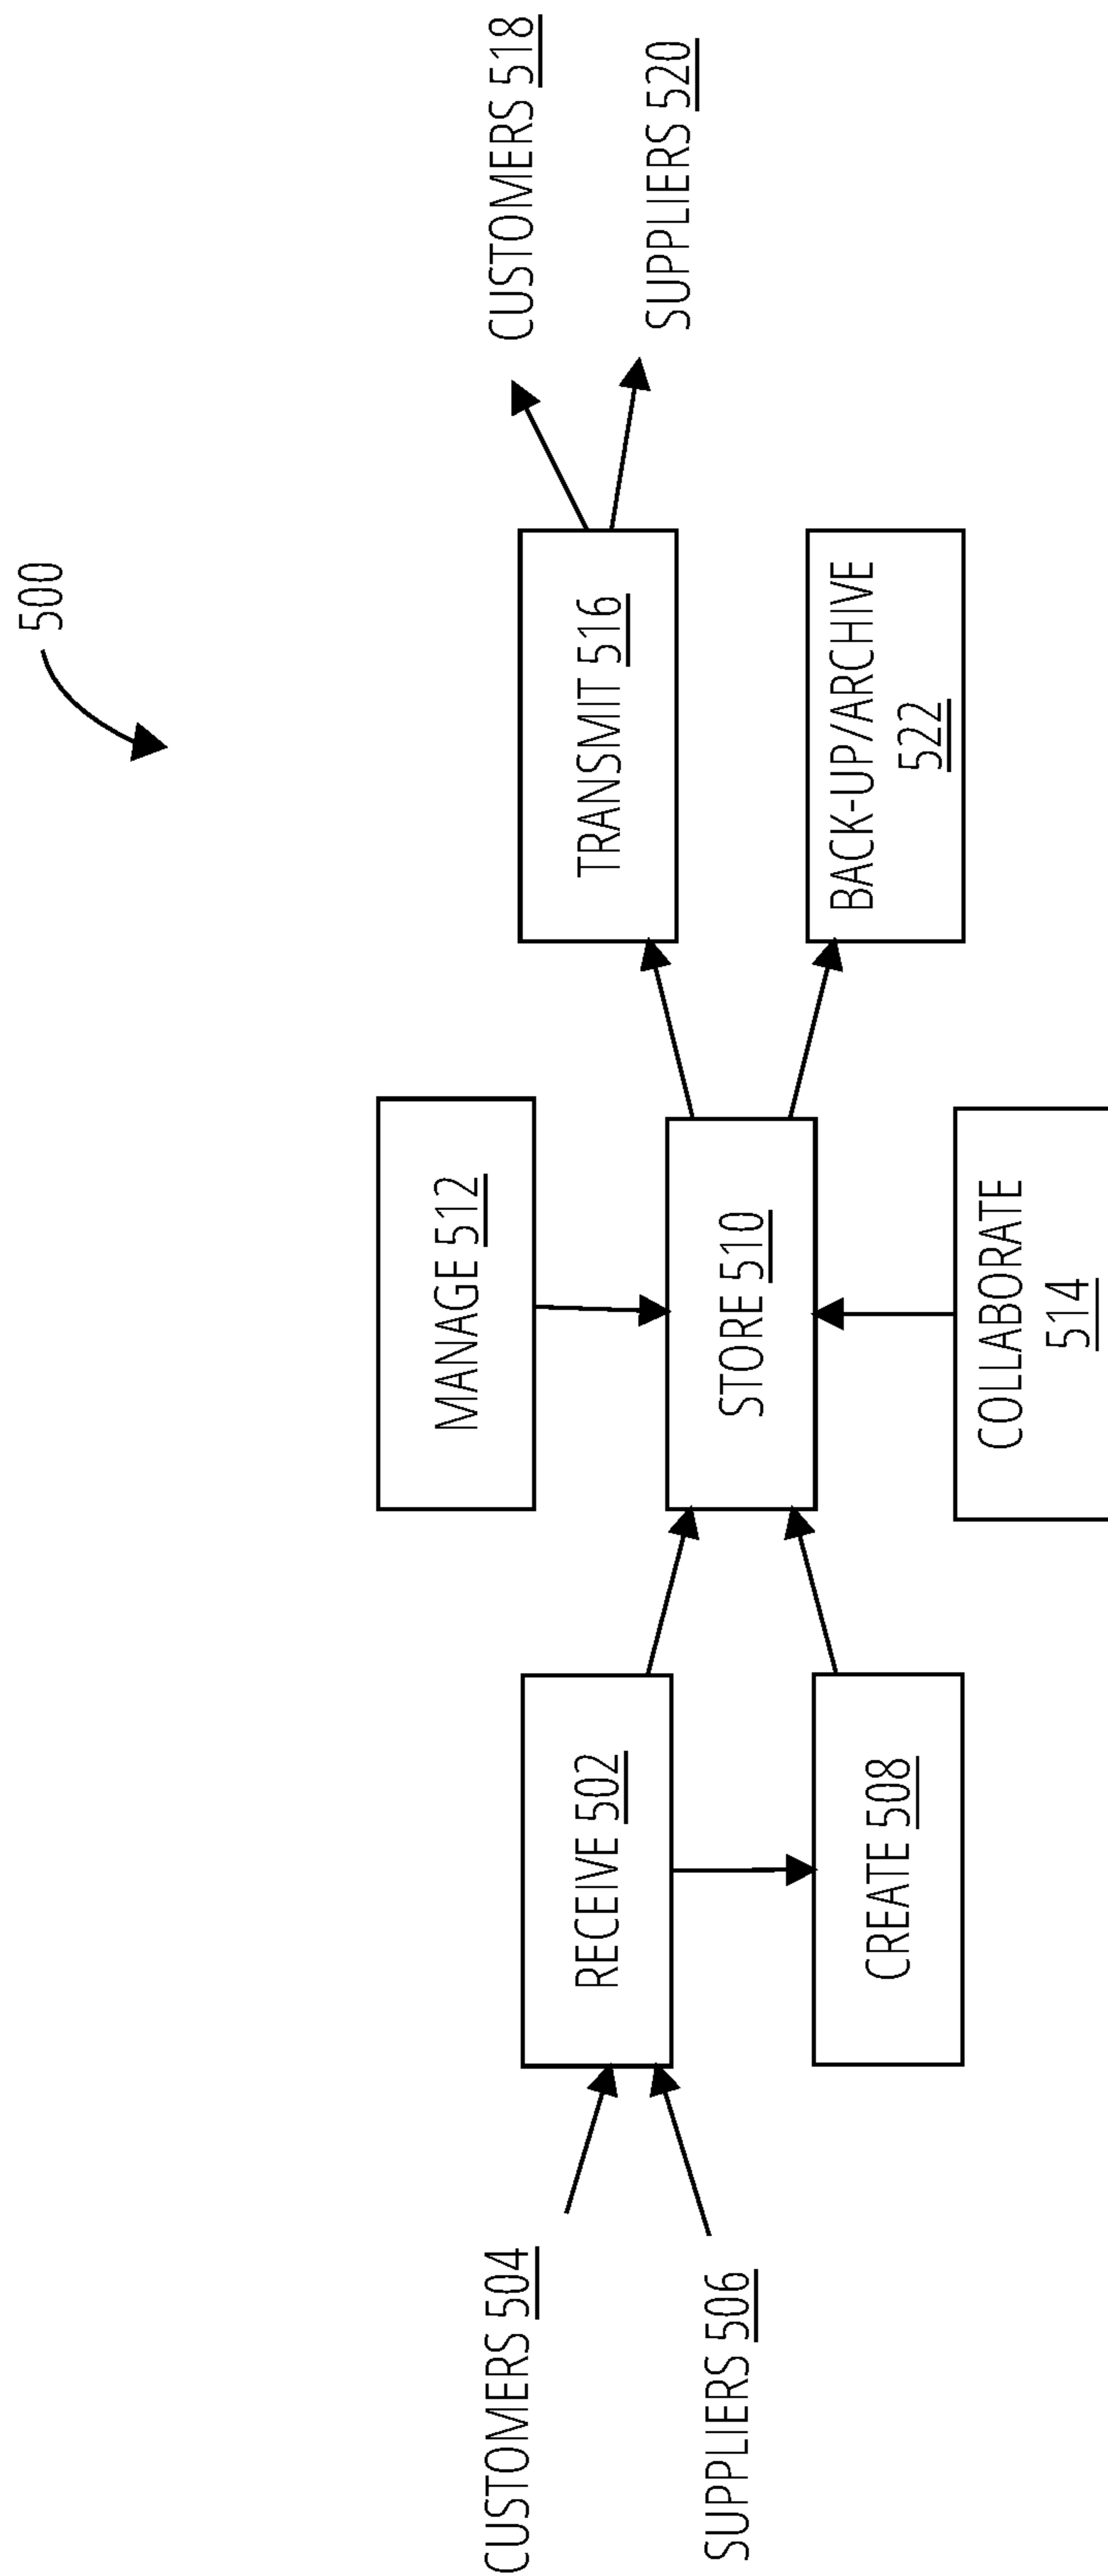 500
CUSTOMERS 504
SUPPLIERS 506
RECEIVE 502
CREATE 508
MANAGE 512
STORE 510
COLLABORATE
514
TRANSMIT 516
BACK-UP/ARCHIVE
522
CUSTOMERS 518
SUPPLIERS 520